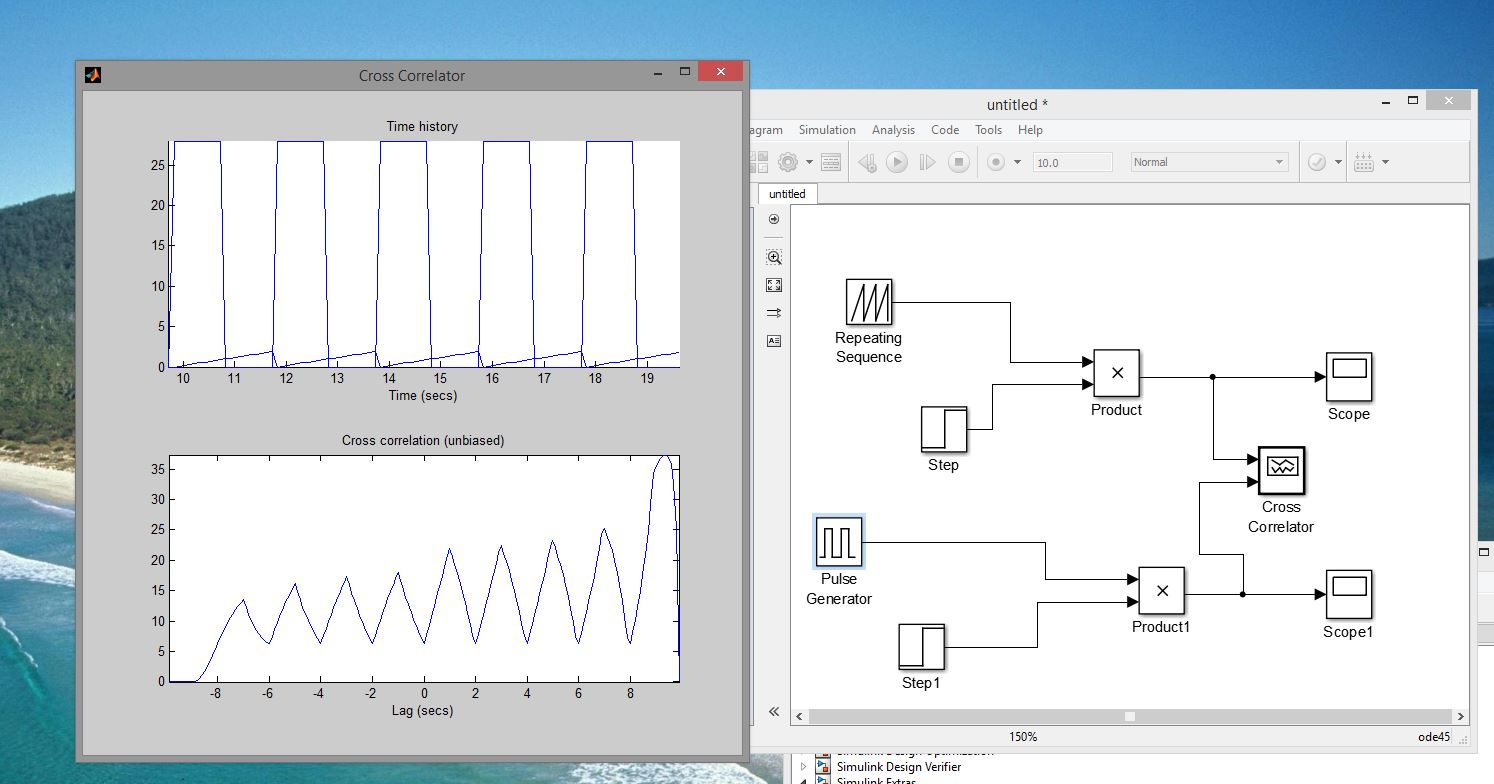 Cross Correlator
Time history
25
20
15
10
5
0
10 11 12 13 14 15 16 17 18 19
Time (secs)
Cross correlation (unbiased)
35
30
25
20
15
10
5
0
-8 -6 -4 -2 0 2 4 6 8
Lag (secs)
untitled *
agram Simulation Analysis Code Tools Help
10.0 Normal
untitled
Repeating
Sequence
Step
Product
Scope
Cross
Correlator
Pulse
Generator
Step1
Product1
Scope1
150% ode45
Simulink Design Optimization
Simulink Design Verifier
Simulink Extras